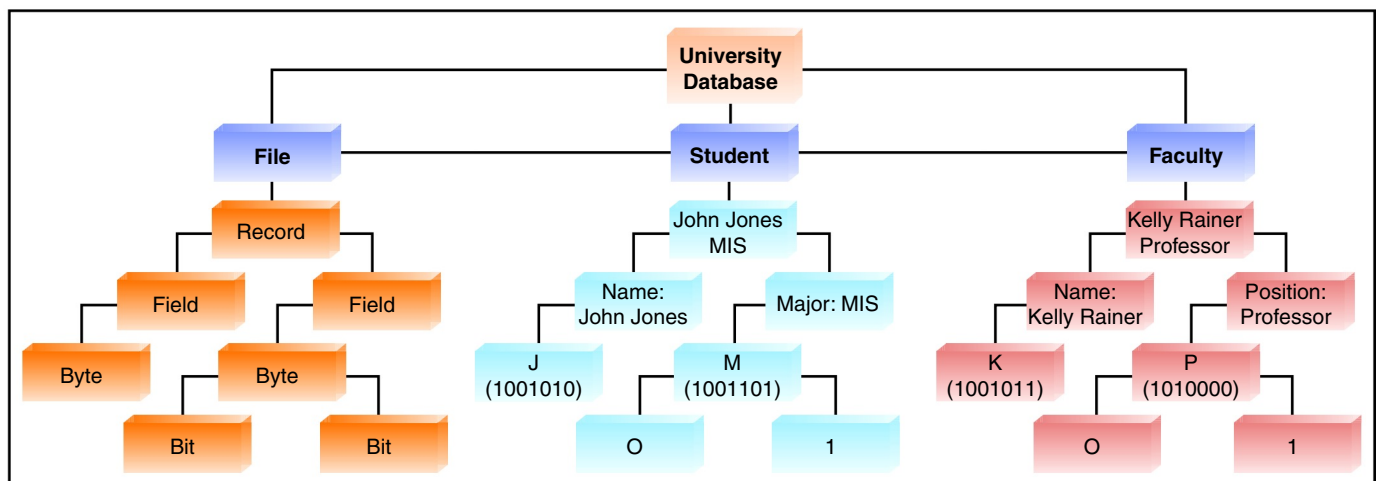 University
Database
File
Student
Faculty
Record
John Jones
MIS
Kelly Rainer
Professor
Field
Field
Name:
John Jones
Major: MIS
Name:
Kelly Rainer
Position:
Professor
Byte
Byte
J
(1001010)
M
(1001101)
K
(1001011)
P
(1010000)
Bit
Bit
O
1
O
1